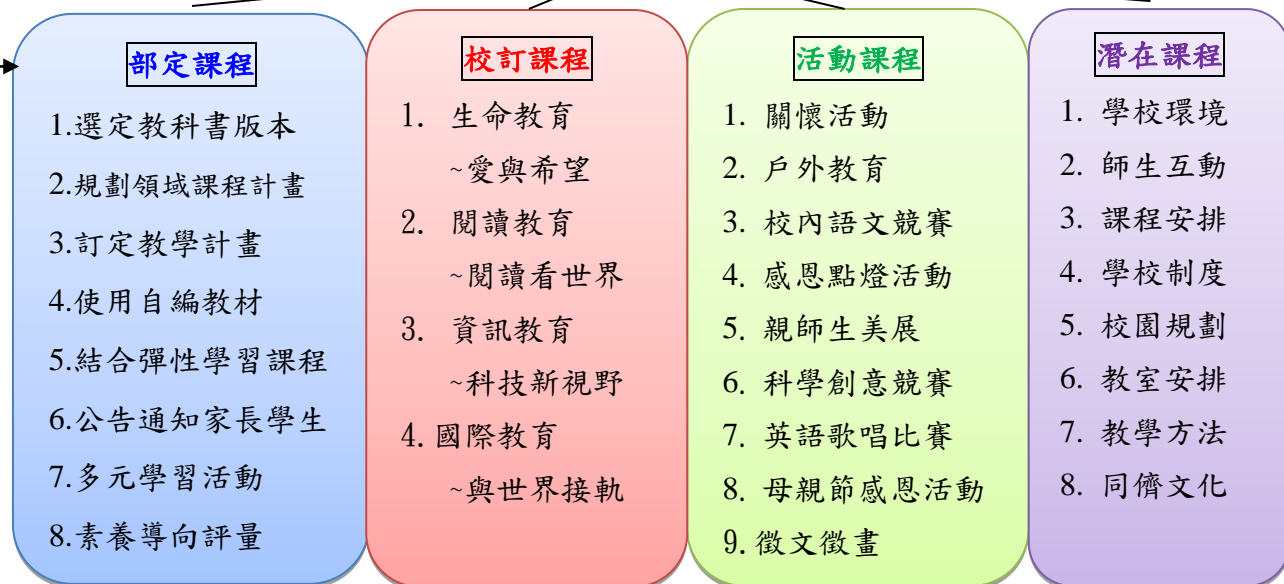 部定課程
1.選定教科書版本
2.規劃領域課程計畫
3.訂定教學計畫
4.使用自編教材
5.結合彈性學習課程
6.公告通知家長學生
7.多元學習活動
8.素養導向評量
校訂課程
1. 生命教育
~愛與希望
2. 閱讀教育
~閱讀看世界
3. 資訊教育
~科技新視野
4.國際教育
~與世界接軌
活動課程
1. 關懷活動
2. 戶外教育
3. 校內語文競賽
4. 感恩點燈活動
5. 親師生美展
6. 科學創意競賽
7. 英語歌唱比賽
8. 母親節感恩活動
9.徵文徵畫
潛在課程
1. 學校環境
2. 師生互動
3. 課程安排
4. 學校制度
5. 校園規劃
6. 教室安排
7. 教學方法
8. 同儕文化